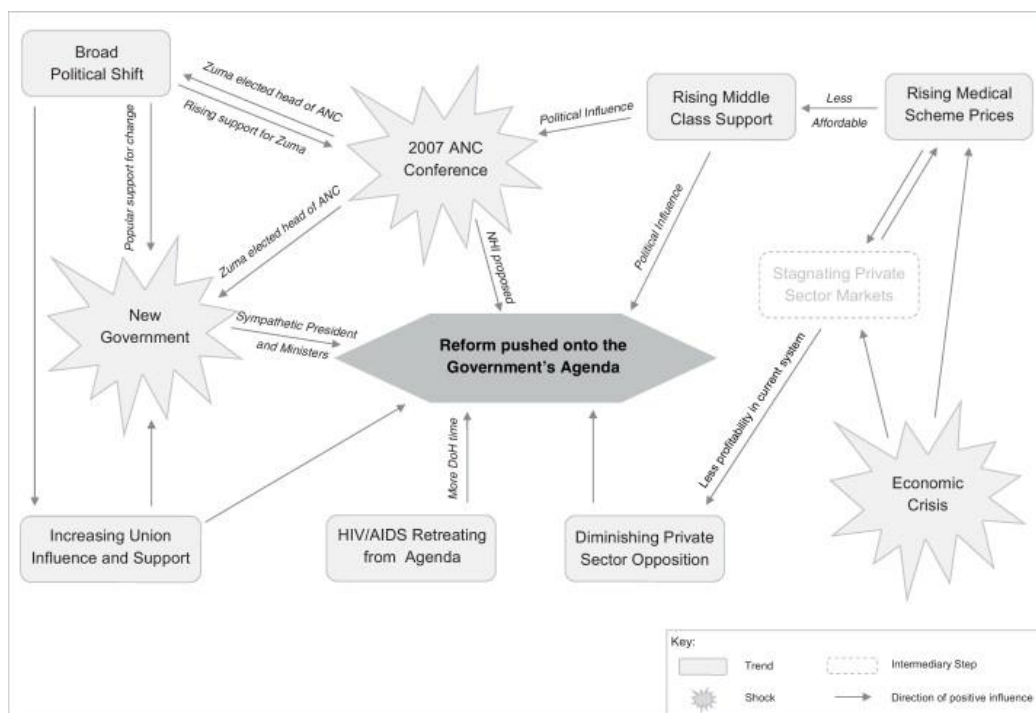 Broad
Political Shift
Zuma elected head of ANC
Rising support for Zuma
2007 ANC
Conference
Political Influence
Rising Middle
Class Support
Less
Affordable
Rising Medical
Scheme Prices
Popular support for change
Zuma elected head of ANC
NHI proposed
Political Influence
Stagnating Private
Sector Markets
New
Government
Sympathetic President
and Ministers
Reform pushed onto the
Government's Agenda
Less profitability in current system
More DoH time
Economic
Crisis
Increasing Union
Influence and Support
HIV/AIDS Retreating
from Agenda
Diminishing Private
Sector Opposition
Key:
Trend
Intermediary Step
Shock
Direction of positive influence